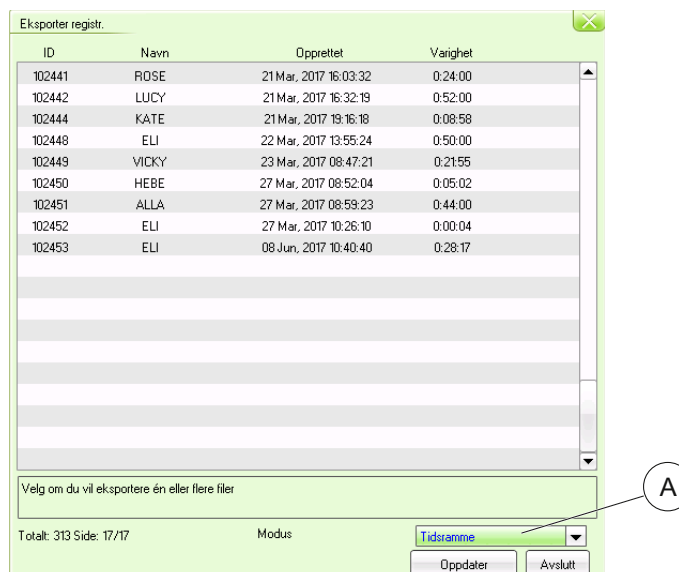 Eksporter registr.
ID Navn Opprettet Varighet
102441 ROSE 21 Mar, 2017 16:03:32 0:24:00
102442 LUCY 21 Mar, 2017 16:32:19 0:52:00
102444 KATE 21 Mar, 2017 19:16:18 0:08:58
102448 ELI 22 Mar, 2017 13:55:24 0:50:00
102449 VICKY 23 Mar, 2017 08:47:21 0:21:55
102450 HEBE 27 Mar, 2017 08:52:04 0:05:02
102451 ALLA 27 Mar, 2017 08:59:23 0:44:00
102452 ELI 27 Mar, 2017 10:26:10 0:00:04
102453 ELI 08 Jun, 2017 10:40:40 0:28:17
Velg om du vil eksportere én eller flere filer
A
Totalt: 313 Side: 17/17 Modus Tidsramme
Oppdater Avslutt